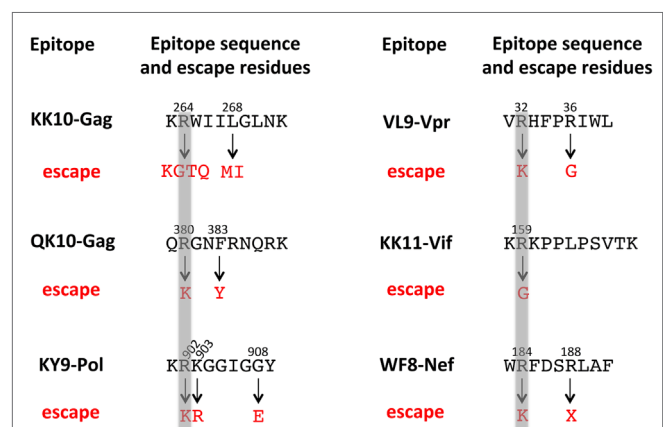 Epitope Epitope sequence and escape residues
264 268
KK10-Gag KRWIILGLNK
escape KGTQ MI
380 383
QK10-Gag QRGNFRNQRK
escape K Y
902 903 908
KY9-Pol KRKGGIGGY
escape K R E
Epitope Epitope sequence and escape residues
32 36
VL9-Vpr VRHFPRIWL
escape K G
159
KK11-Vif KRKPPLPSVTK
escape G
184 188
WF8-Nef WRFDSRLAF
escape K X